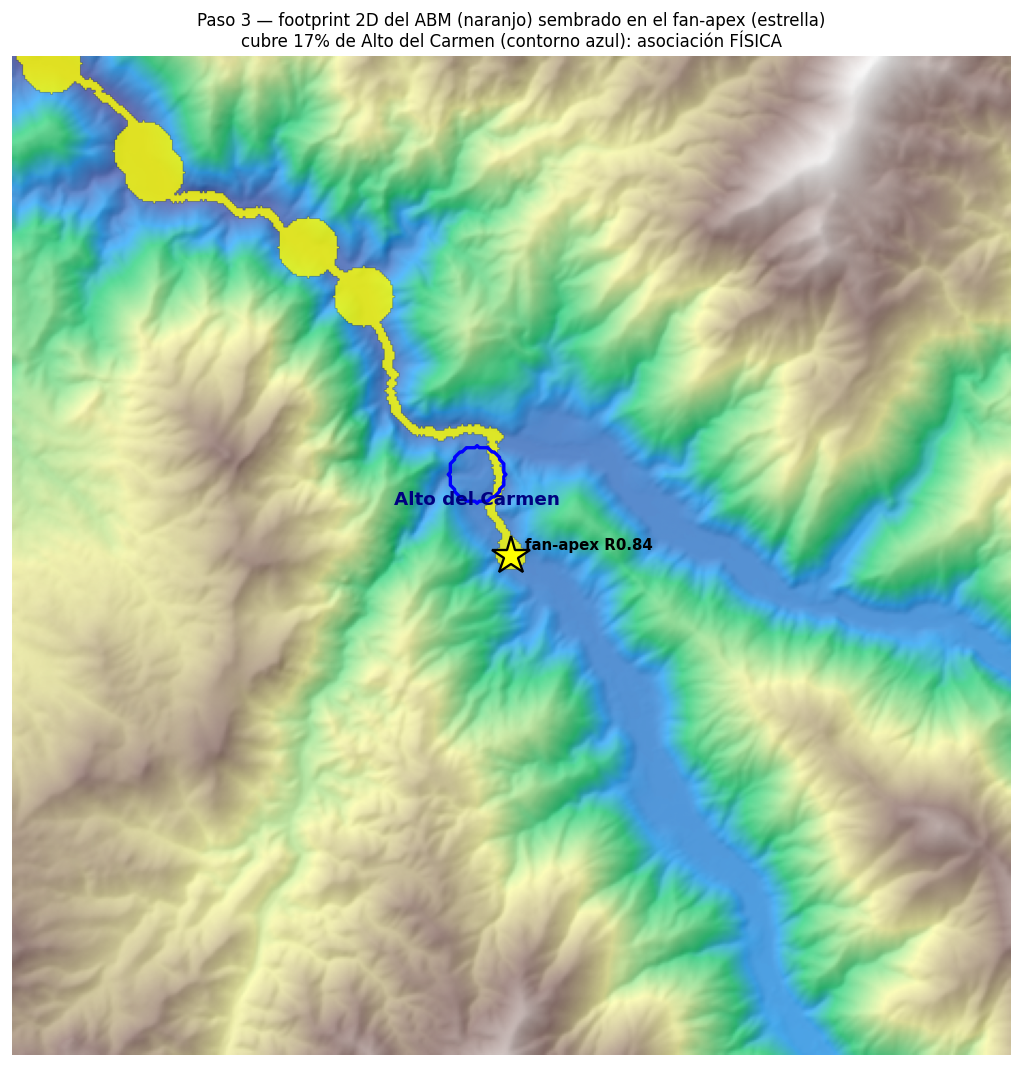 Paso 3 — footprint 2D del ABM (naranjo) sembrado en el fan-apex (estrella)
cubre 17% de Alto del Carmen (contorno azul): asociación FÍSICA
Alto del Carmen
fan-apex R0.84